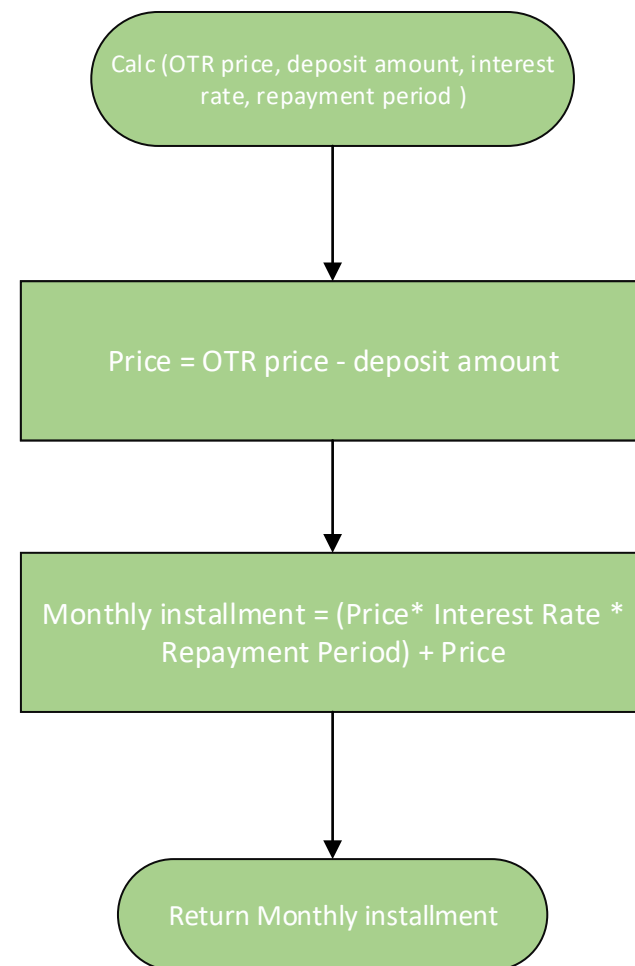 Calc (OTR price, deposit amount, interest
rate, repayment period )
Price = OTR price - deposit amount
Monthly installment = (Price* Interest Rate *
Repayment Period) + Price
Return Monthly installment